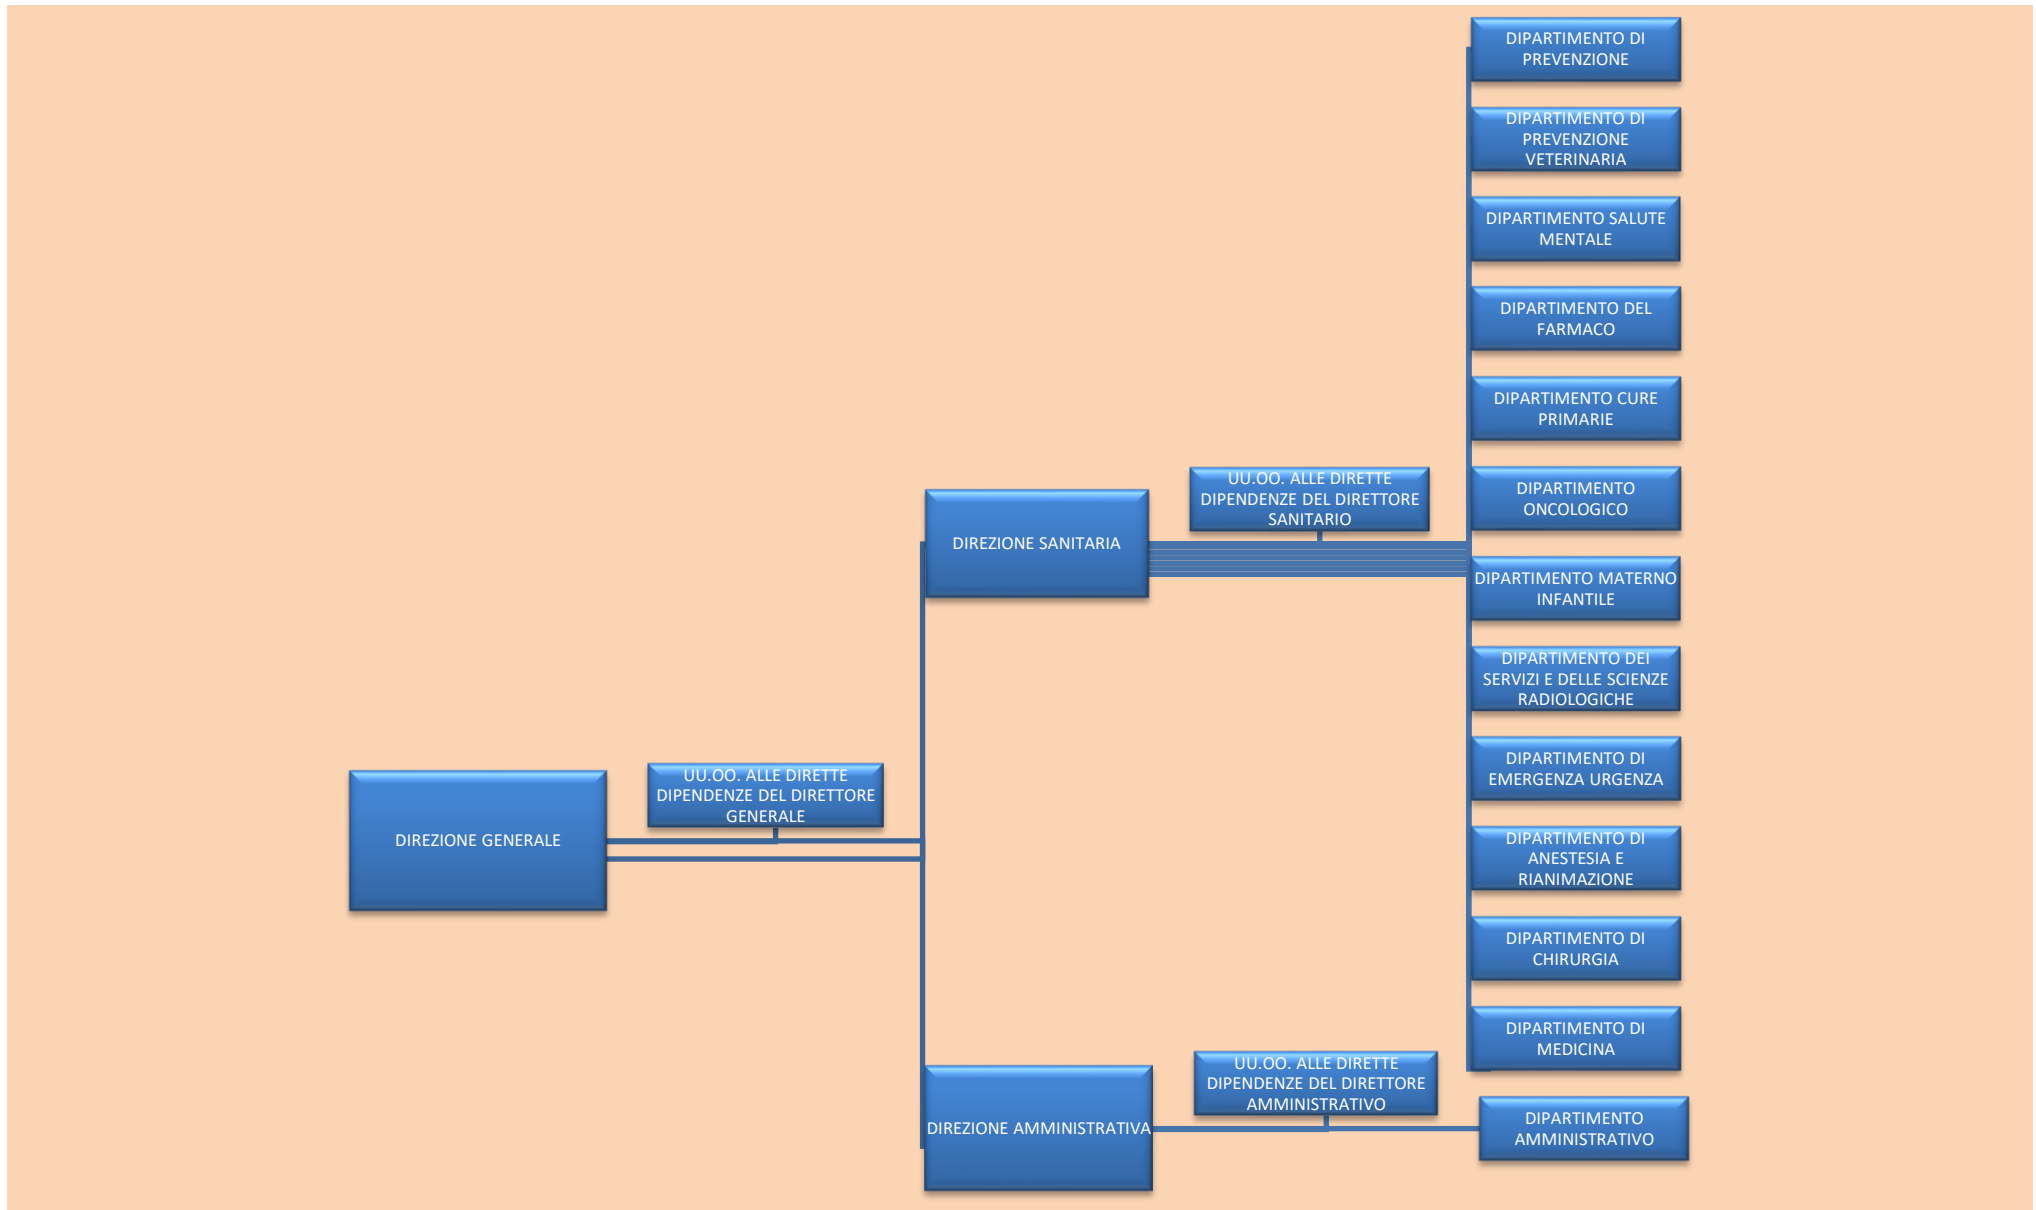 DIPARTIMENTO DI
PREVENZIONE
DIPARTIMENTO DI
PREVENZIONE
VETERINARIA
DIPARTIMENTO SALUTE
MENTALE
DIPARTIMENTO DEL
FARMACO
DIPARTIMENTO CURE
PRIMARIE
UU.OO. ALLE DIRETTE
DIPENDENZE DEL DIRETTORE
SANITARIO
DIPARTIMENTO
ONCOLOGICO
DIREZIONE SANITARIA
DIPARTIMENTO MATERNO
INFANTILE
DIPARTIMENTO DEI
SERVIZI E DELLE SCIENZE
RADIOLOGICHE
UU.OO. ALLE DIRETTE
DIPENDENZE DEL DIRETTORE
GENERALE
DIPARTIMENTO DI
EMERGENZA URGENZA
DIREZIONE GENERALE
DIPARTIMENTO DI
ANESTESIA E
RIANIMAZIONE
DIPARTIMENTO DI
CHIRURGIA
DIPARTIMENTO DI
MEDICINA
UU.OO. ALLE DIRETTE
DIPENDENZE DEL DIRETTORE
AMMINISTRATIVO
DIREZIONE AMMINISTRATIVA
DIPARTIMENTO
AMMINISTRATIVO